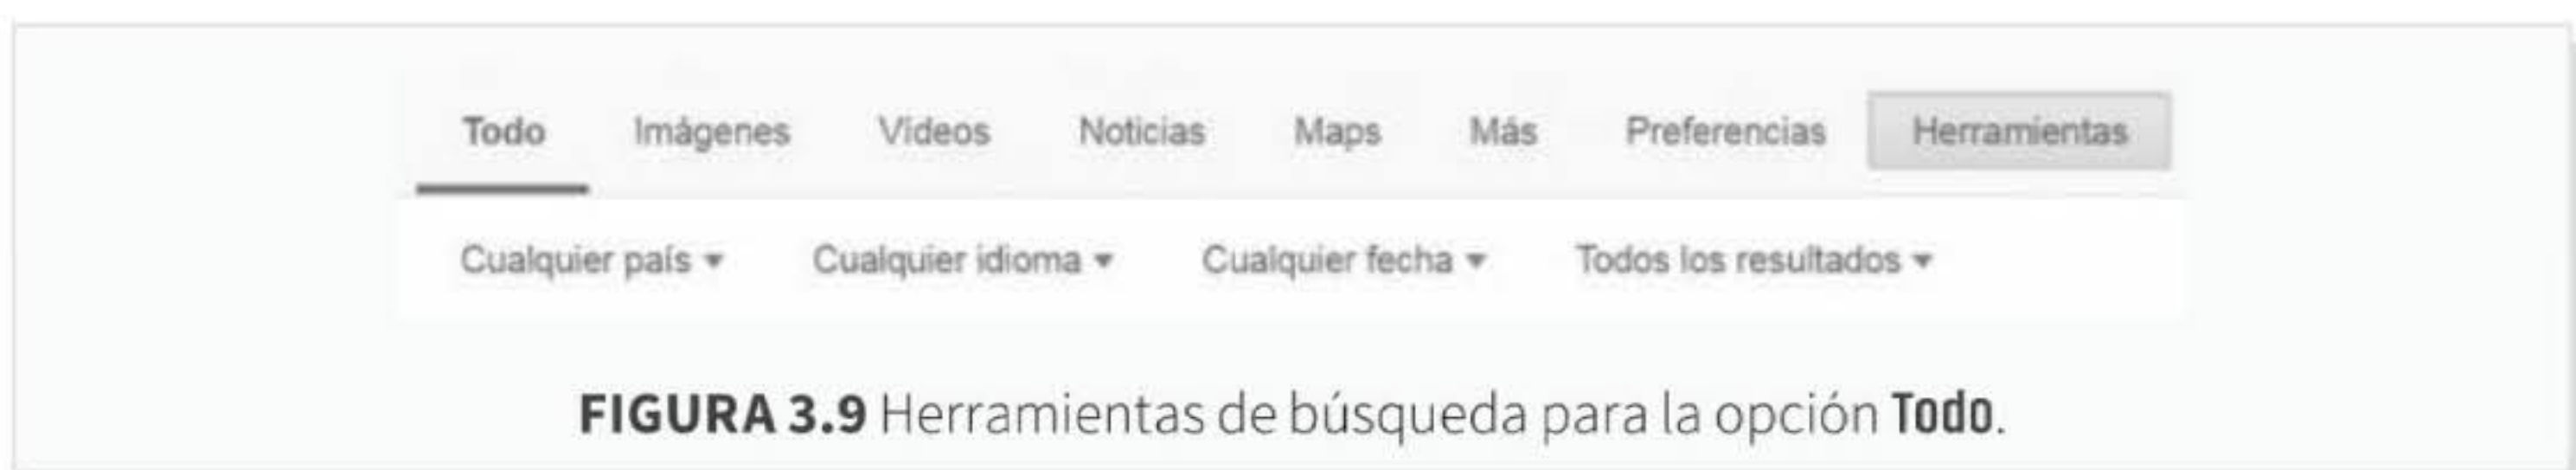 Todo Imágenes Vídeos Noticias Maps Más Preferencias Herramientas
Cualquier país Cualquier idioma Cualquier fecha Todos los resultados
FIGURA 3.9 Herramientas de búsqueda para la opción Todo.